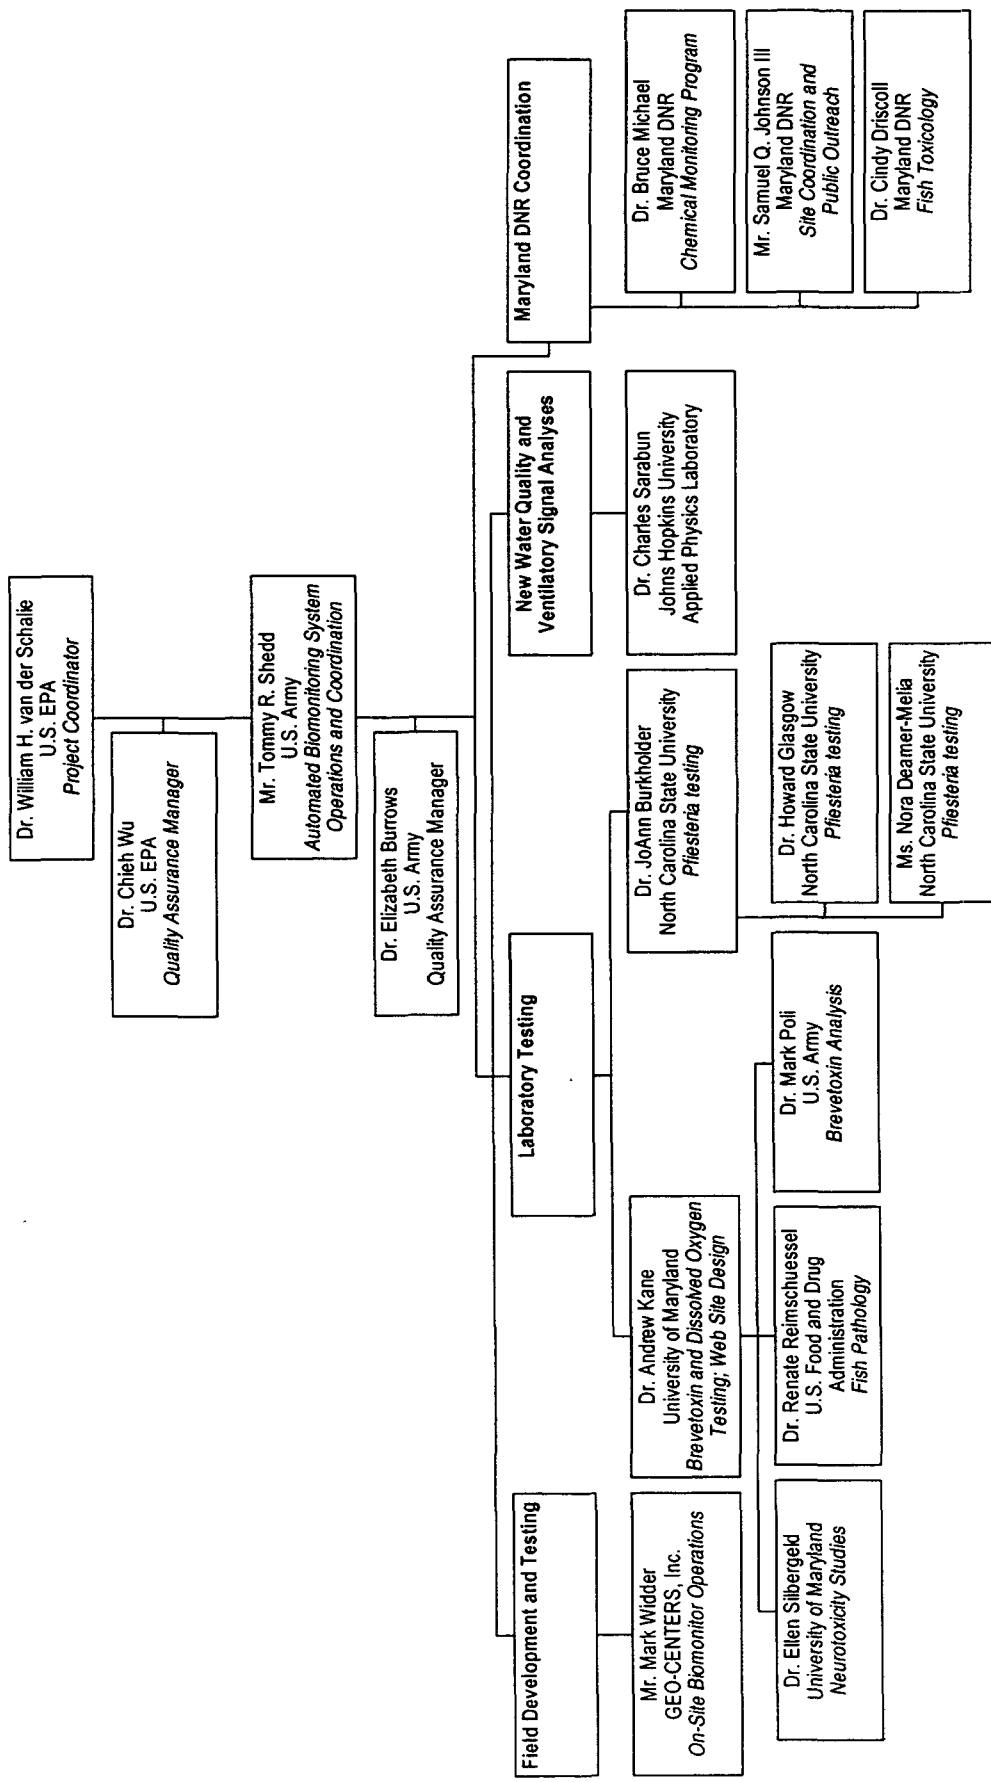 Dr. William H. van der Schalie
U.S. EPA
Project Coordinator
Dr. Chieh Wu
U.S. EPA
Quality Assurance Manager
Mr. Tommy R. Shedd
U.S. Army
Automated Biomonitoring System
Operations and Coordination
Dr. Elizabeth Burrows
U.S. Army
Quality Assurance Manager
Field Development and Testing
Mr. Mark Widder
GEO-CENTERS, Inc.
On-Site Biomonitor Operations
Laboratory Testing
Dr. Andrew Kane
University of Maryland
Brevetoxin and Dissolved Oxygen
Testing; Web Site Design
Dr. Ellen Silbergeld
University of Maryland
Neurotoxicity Studies
Dr. Renate Reimschuessel
U.S. Food and Drug
Administration
Fish Pathology
Dr. Mark Poli
U.S. Army
Brevetoxin Analysis
Dr. JoAnn Burkholder
North Carolina State University
Pfiesteria testing
Dr. Howard Glasgow
North Carolina State University
Pfiesteria testing
Ms. Nora Deamer-Melia
North Carolina State University
Pfiesteria testing
New Water Quality and
Ventilatory Signal Analyses
Dr. Charles Sarabun
Johns Hopkins University
Applied Physics Laboratory
Maryland DNR Coordination
Dr. Bruce Michael
Maryland DNR
Chemical Monitoring Program
Mr. Samuel Q. Johnson III
Maryland DNR
Site Coordination and
Public Outreach
Dr. Cindy Driscoll
Maryland DNR
Fish Toxicology